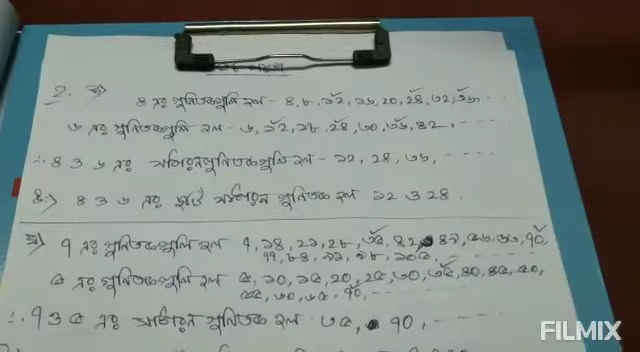 ২. ক)
৪ এর গুনিতকগুলি হল - ৪, ৮, ১২, ১৬, ২০, ২৪, ৩২, ৩৬, ...
৬ এর গুনিতকগুলি হল - ৬, ১২, ১৮, ২৪, ৩০, ৩৬, ৪২, - - - -
∴ ৪ ও ৬ এর সাধারনগুনিতকগুলি হল - ১২, ২৪, ৩৬, - - - -
৪ ও ৬ এর দুটি সাধারন গুনিতক হল ১২ ও ২৪.
খ) ৭ এর গুনিতকগুলি হল ৭, ১৪, ২১, ২৮, ৩৫, ৪২, ৪৯, ৫৬, ৬৩, ৭০,
৭৭, ৮৪, ৯১, ৯৮, ১০৫, - - - -
৫ এর গুনিতকগুলি হল ৫, ১০, ১৫, ২০, ২৫, ৩০, ৩৫, ৪০, ৪৫, ৫০,
৫৫, ৬০, ৬৫, ৭০, - - - -
∴ ৭ ও ৫ এর সাধারন গুনিতক হল - ৩৫, ৭০, - - - -
FILMIX